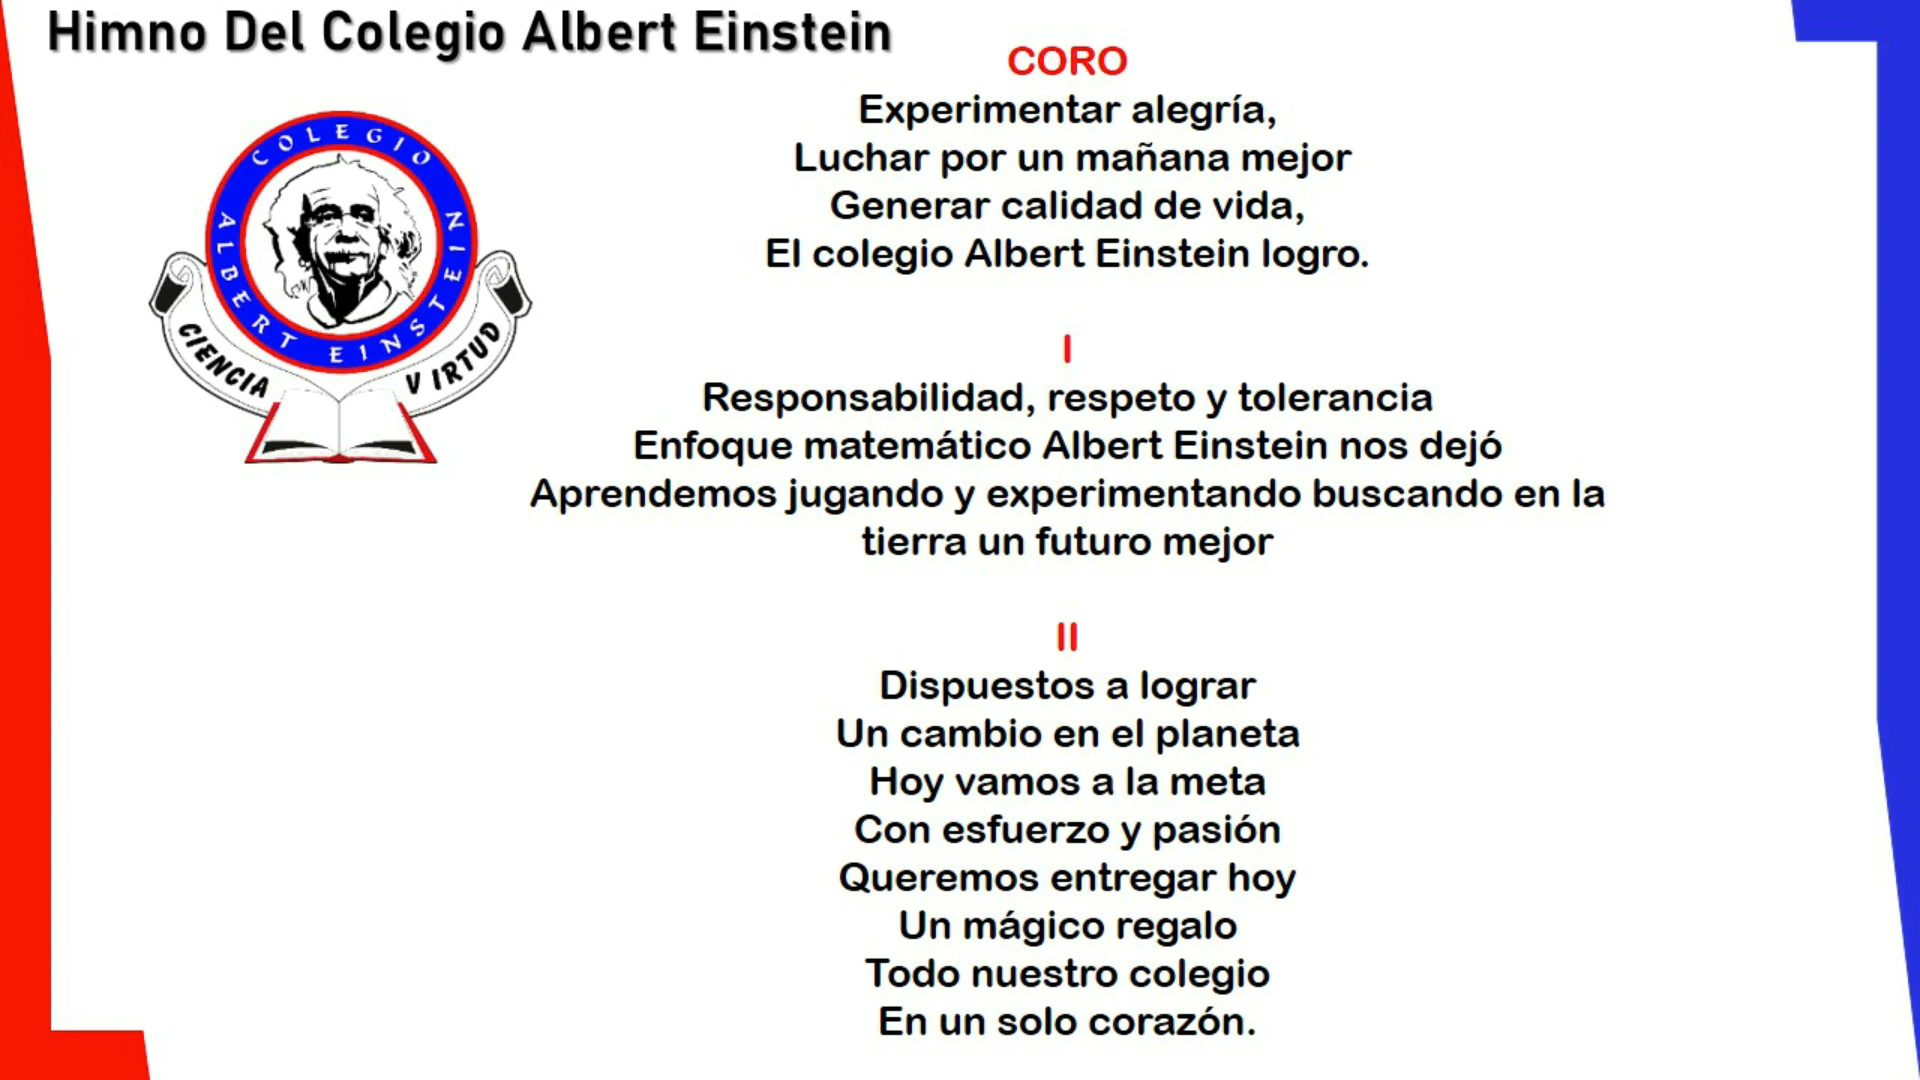 Himno Del Colegio Albert Einstein
COLEGIO
ALBERT EINSTEIN
CIENCIA
VIRTUD
CORO
Experimentar alegría,
Luchar por un mañana mejor
Generar calidad de vida,
El colegio Albert Einstein logro.
I
Responsabilidad, respeto y tolerancia
Enfoque matemático Albert Einstein nos dejó
Aprendemos jugando y experimentando buscando en la
tierra un futuro mejor
II
Dispuestos a lograr
Un cambio en el planeta
Hoy vamos a la meta
Con esfuerzo y pasión
Queremos entregar hoy
Un mágico regalo
Todo nuestro colegio
En un solo corazón.